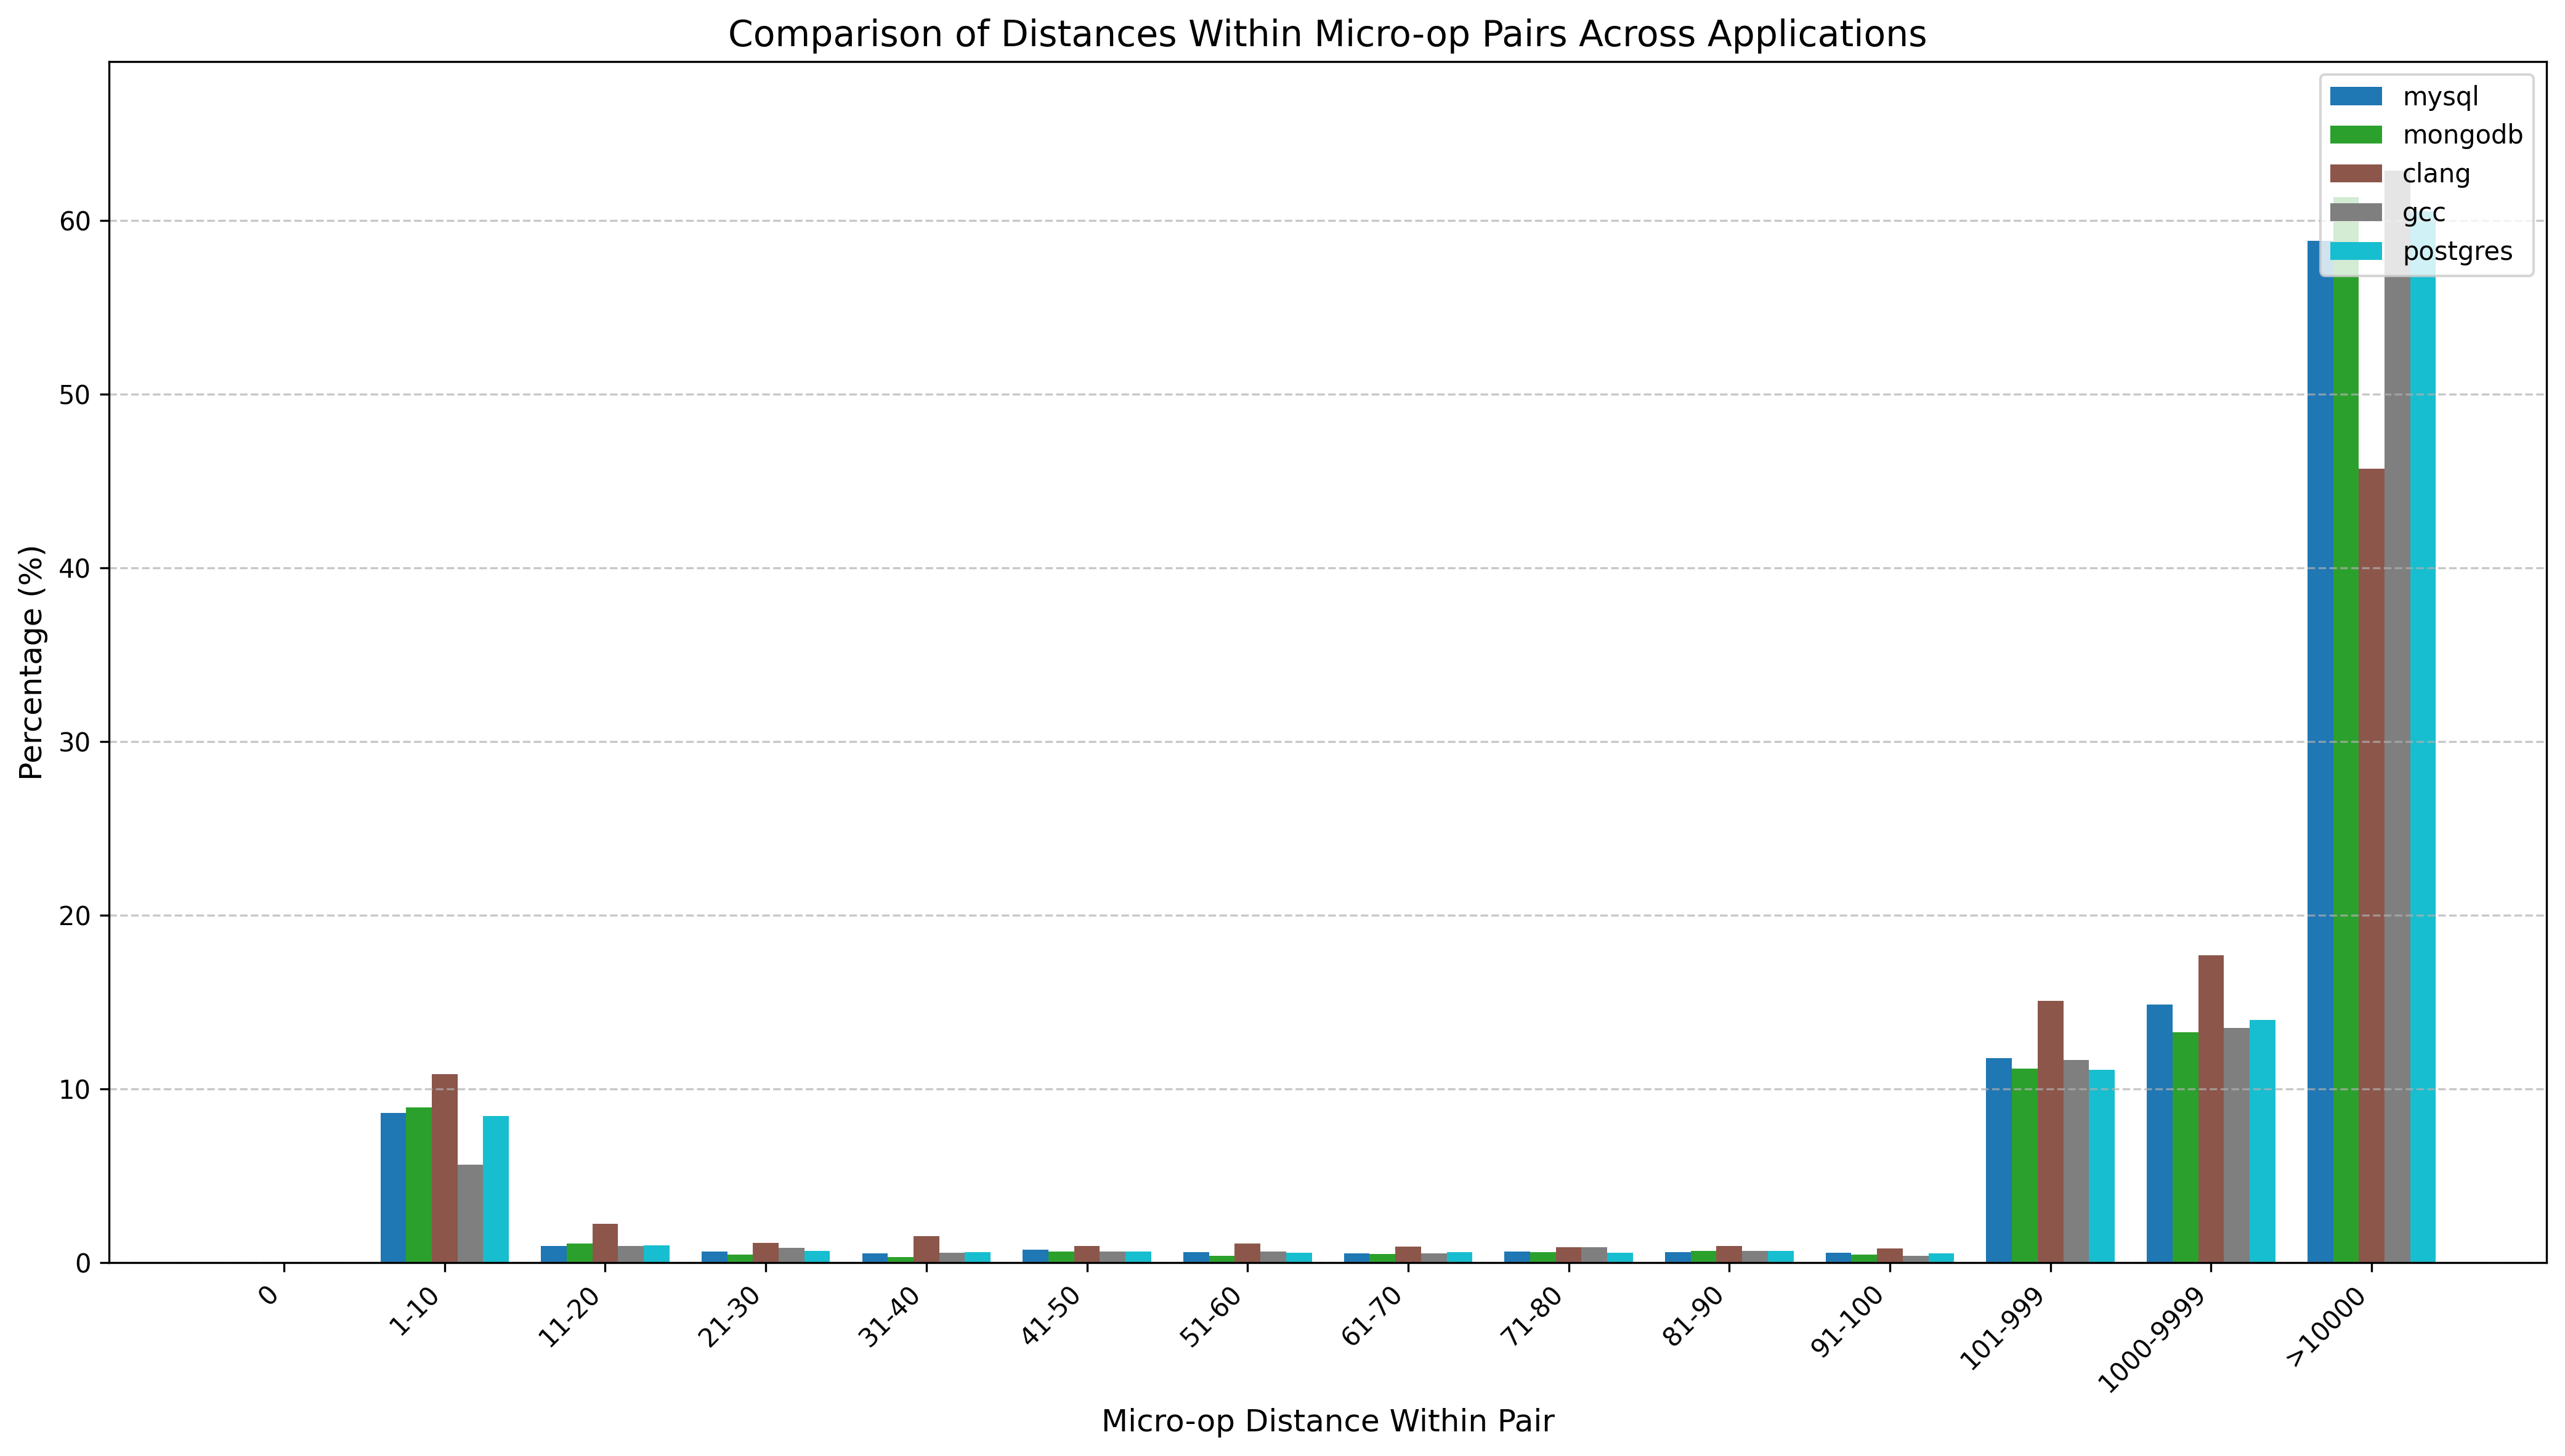 Comparison of Distances Within Micro-op Pairs Across Applications
mysql
mongodb
clang
gcc
postgres
Percentage (%)
60
50
40
30
20
10
0
0
1-10
11-20
21-30
31-40
41-50
51-60
61-70
71-80
81-90
91-100
101-999
1000-9999
>10000
Micro-op Distance Within Pair